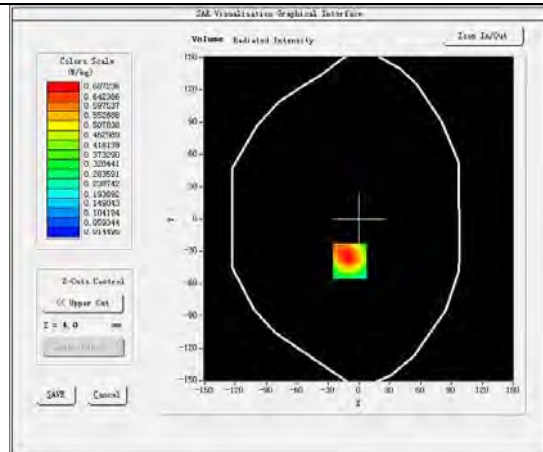 SAR Visualisation Graphical Interface
Volume Radiated Intensity
Zoom In/Out
Colors Scale
(W/kg)
0.687236
0.642386
0.597537
0.552688
0.507838
0.462989
0.418139
0.373290
0.328441
0.283591
0.238742
0.193892
0.149043
0.104194
0.059344
0.014495
Z-Cuts Control
<< Upper Cut
Z = 4.0 mm
SAVE Cancel
150
120
90
60
30
0
-30
-60
-90
-120
-150
Y
-150 -120 -90 -60 -30 0 30 60 90 120 150
X